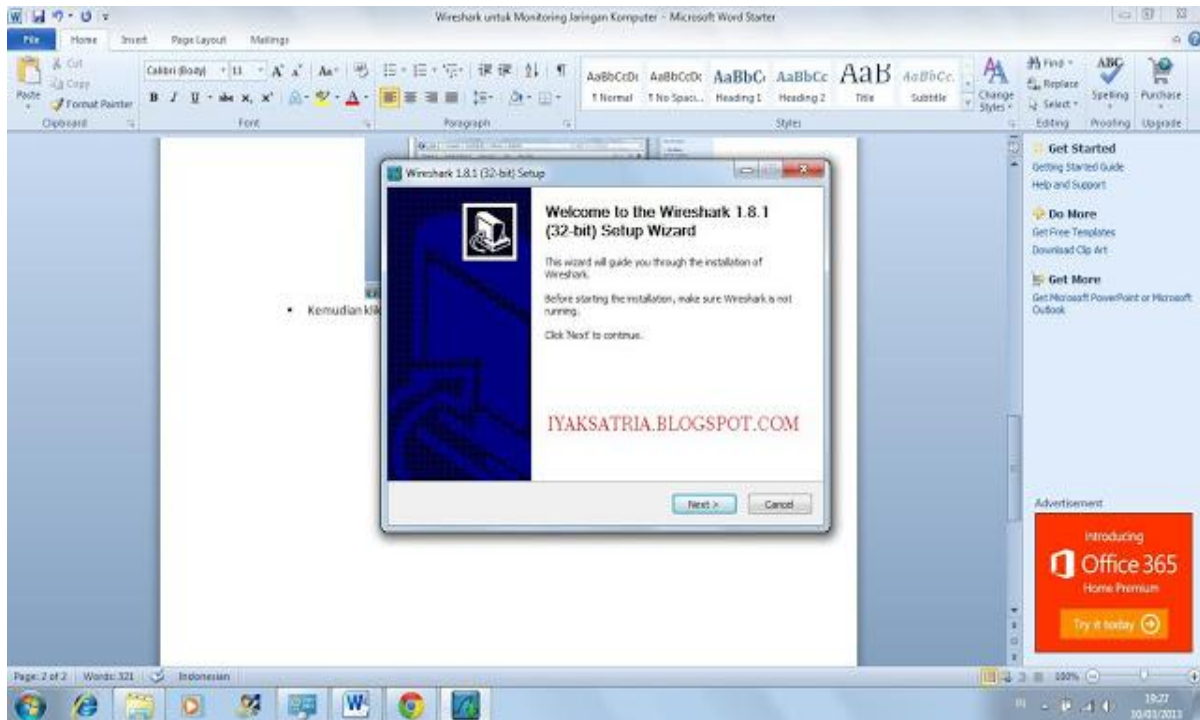 Wireshark untuk Monitoring Jaringan Komputer - Microsoft Word Starter
File Home Insert Page Layout Mailings
Cut
Copy
Paste
Format Painter
Clipboard
Calibri (Body) 11
Font
Paragraph
AaBbCcDc AaBbCcDc AaBbC AaBbCc AaB AaBbCc.
¶ Normal ¶ No Spaci... Heading 1 Heading 2 Title Subtitle
Change Styles
Styles
Find
Replace
Select
Editing
ABC
Spelling
Proofing
Purchase
Upgrade
Wireshark 1.8.1 (32-bit) Setup
Welcome to the Wireshark 1.8.1
(32-bit) Setup Wizard
This wizard will guide you through the installation of
Wireshark.
Before starting the installation, make sure Wireshark is not
running.
Click 'Next' to continue.
IYAKSATRIA.BLOGSPOT.COM
Next >
Cancel
Kemudian klik
Get Started
Getting Started Guide
Help and Support
Do More
Get Free Templates
Download Clip Art
Get More
Get Microsoft PowerPoint or Microsoft
Outlook
Advertisement
Introducing
Office 365
Home Premium
Try it today
Page: 2 of 2 Words: 321 Indonesian
100%
19:27
10/03/2013